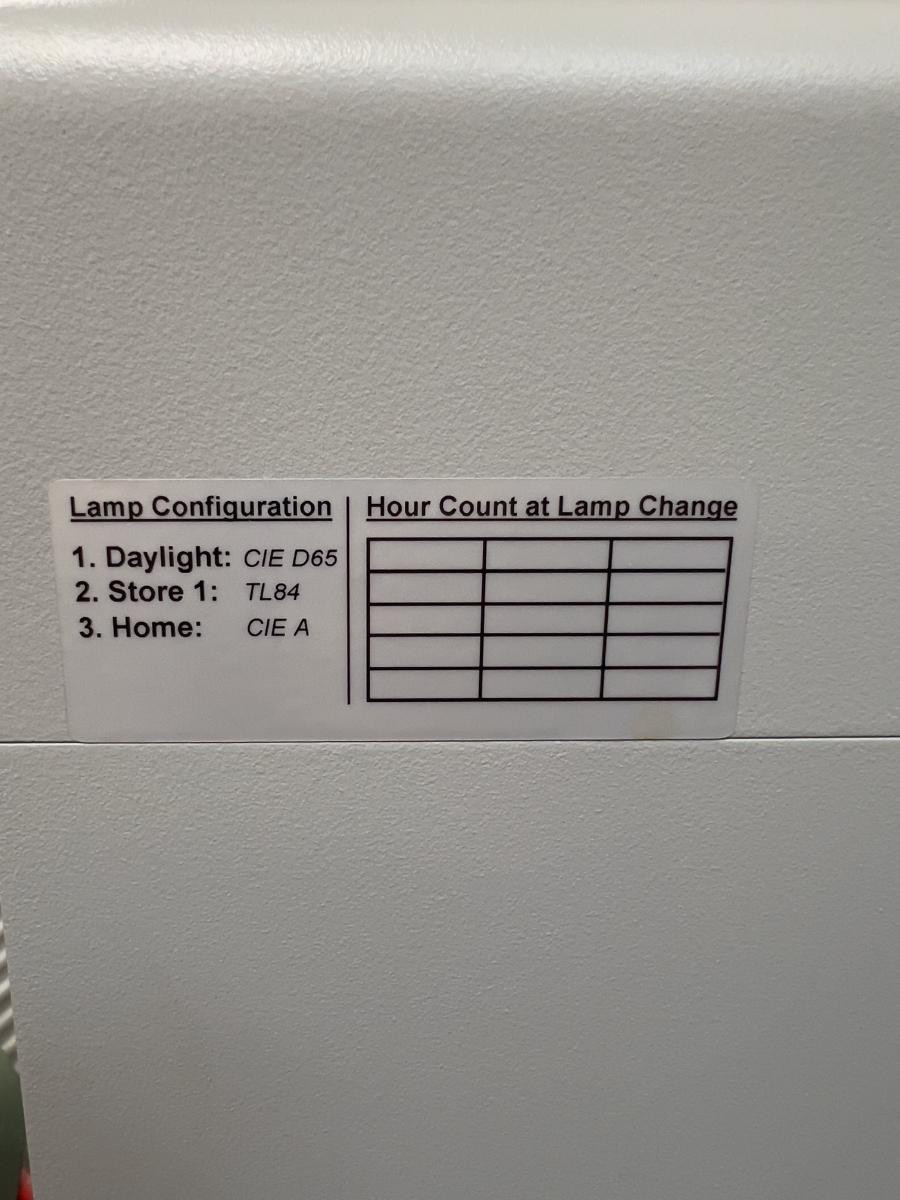 Lamp Configuration
1. Daylight: CIE D65
2. Store 1: TL84
3. Home: CIE A
Hour Count at Lamp Change